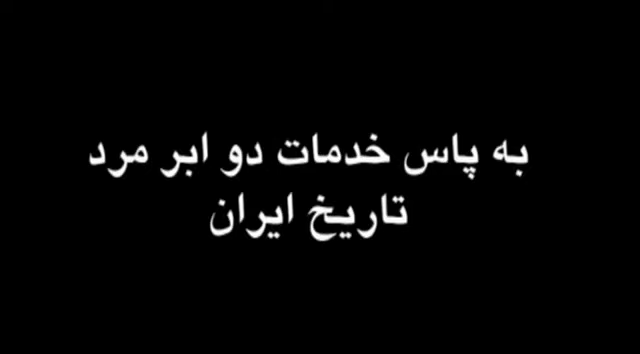 به پاس خدمات دو ابر مرد
تاریخ ایران